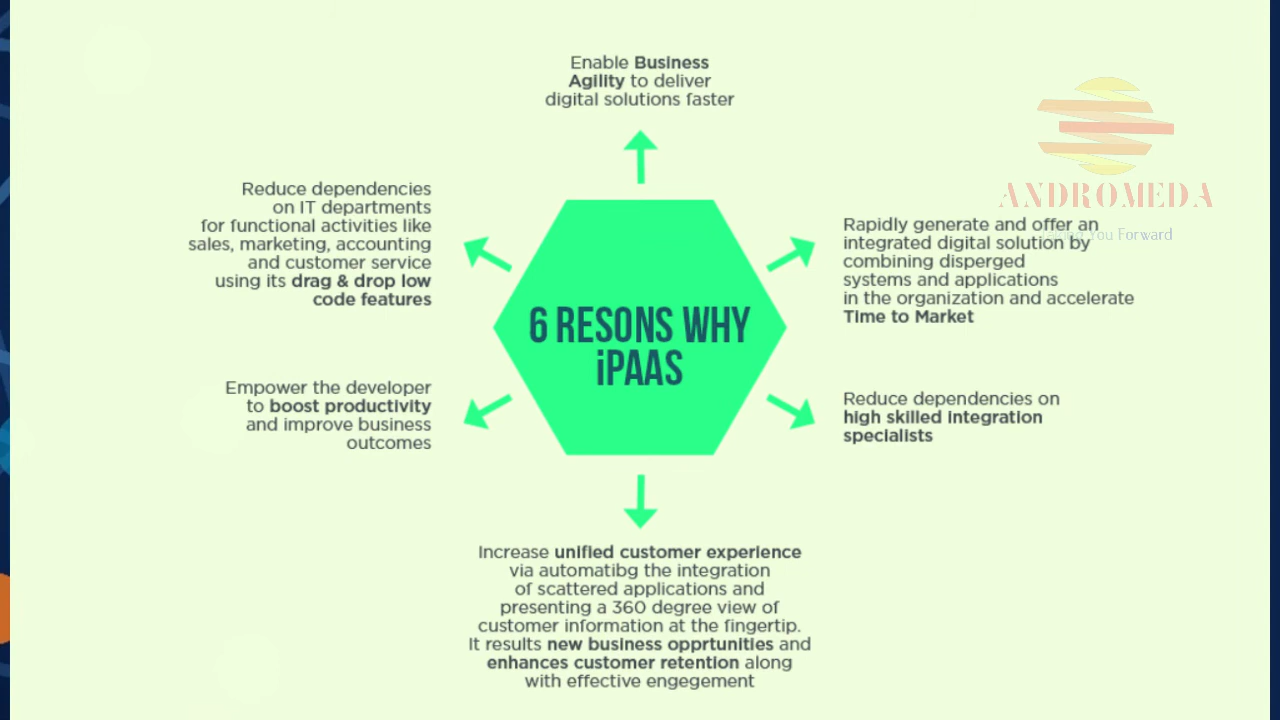 Enable Business
Agility to deliver
digital solutions faster
ANDROMEDA
Rapidly generate and offer an
You Forward
integrated digital solution by
combining disperged
systems and applications
in the organization and accelerate
Time to Market
Reduce dependencies on
high skilled integration
specialists
Increase unified customer experience
via automatibg the integration
of scattered applications and
presenting a 360 degree view of
customer information at the fingertip.
It results new business opprtunities and
enhances customer retention along
with effective engegement
Empower the developer
to boost productivity
and improve business
outcomes
Reduce dependencies
on IT departments
for functional activities like
sales, marketing, accounting
and customer service
using its drag & drop low
code features
6 RESONS WHY
iPAAS